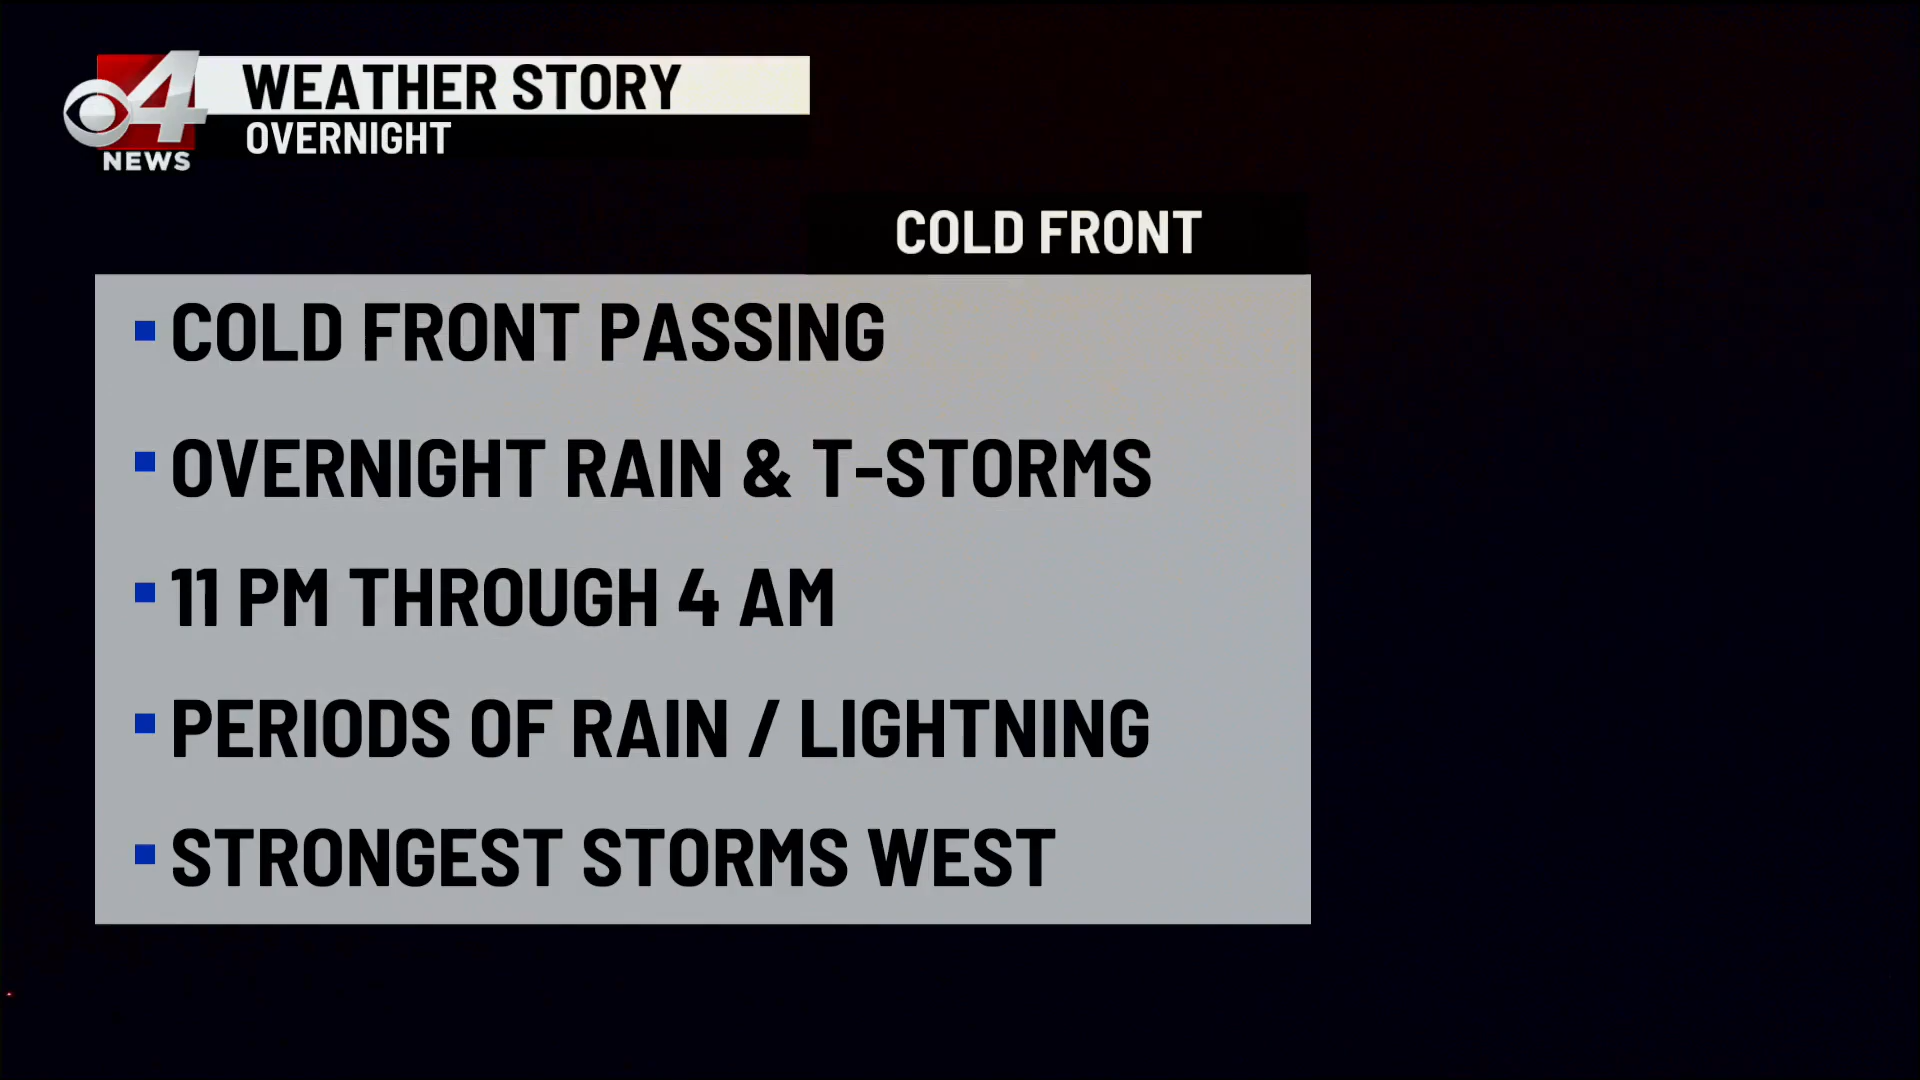 4
NEWS
WEATHER STORY
OVERNIGHT
COLD FRONT
COLD FRONT PASSING
OVERNIGHT RAIN & T-STORMS
11 PM THROUGH 4 AM
PERIODS OF RAIN / LIGHTNING
STRONGEST STORMS WEST